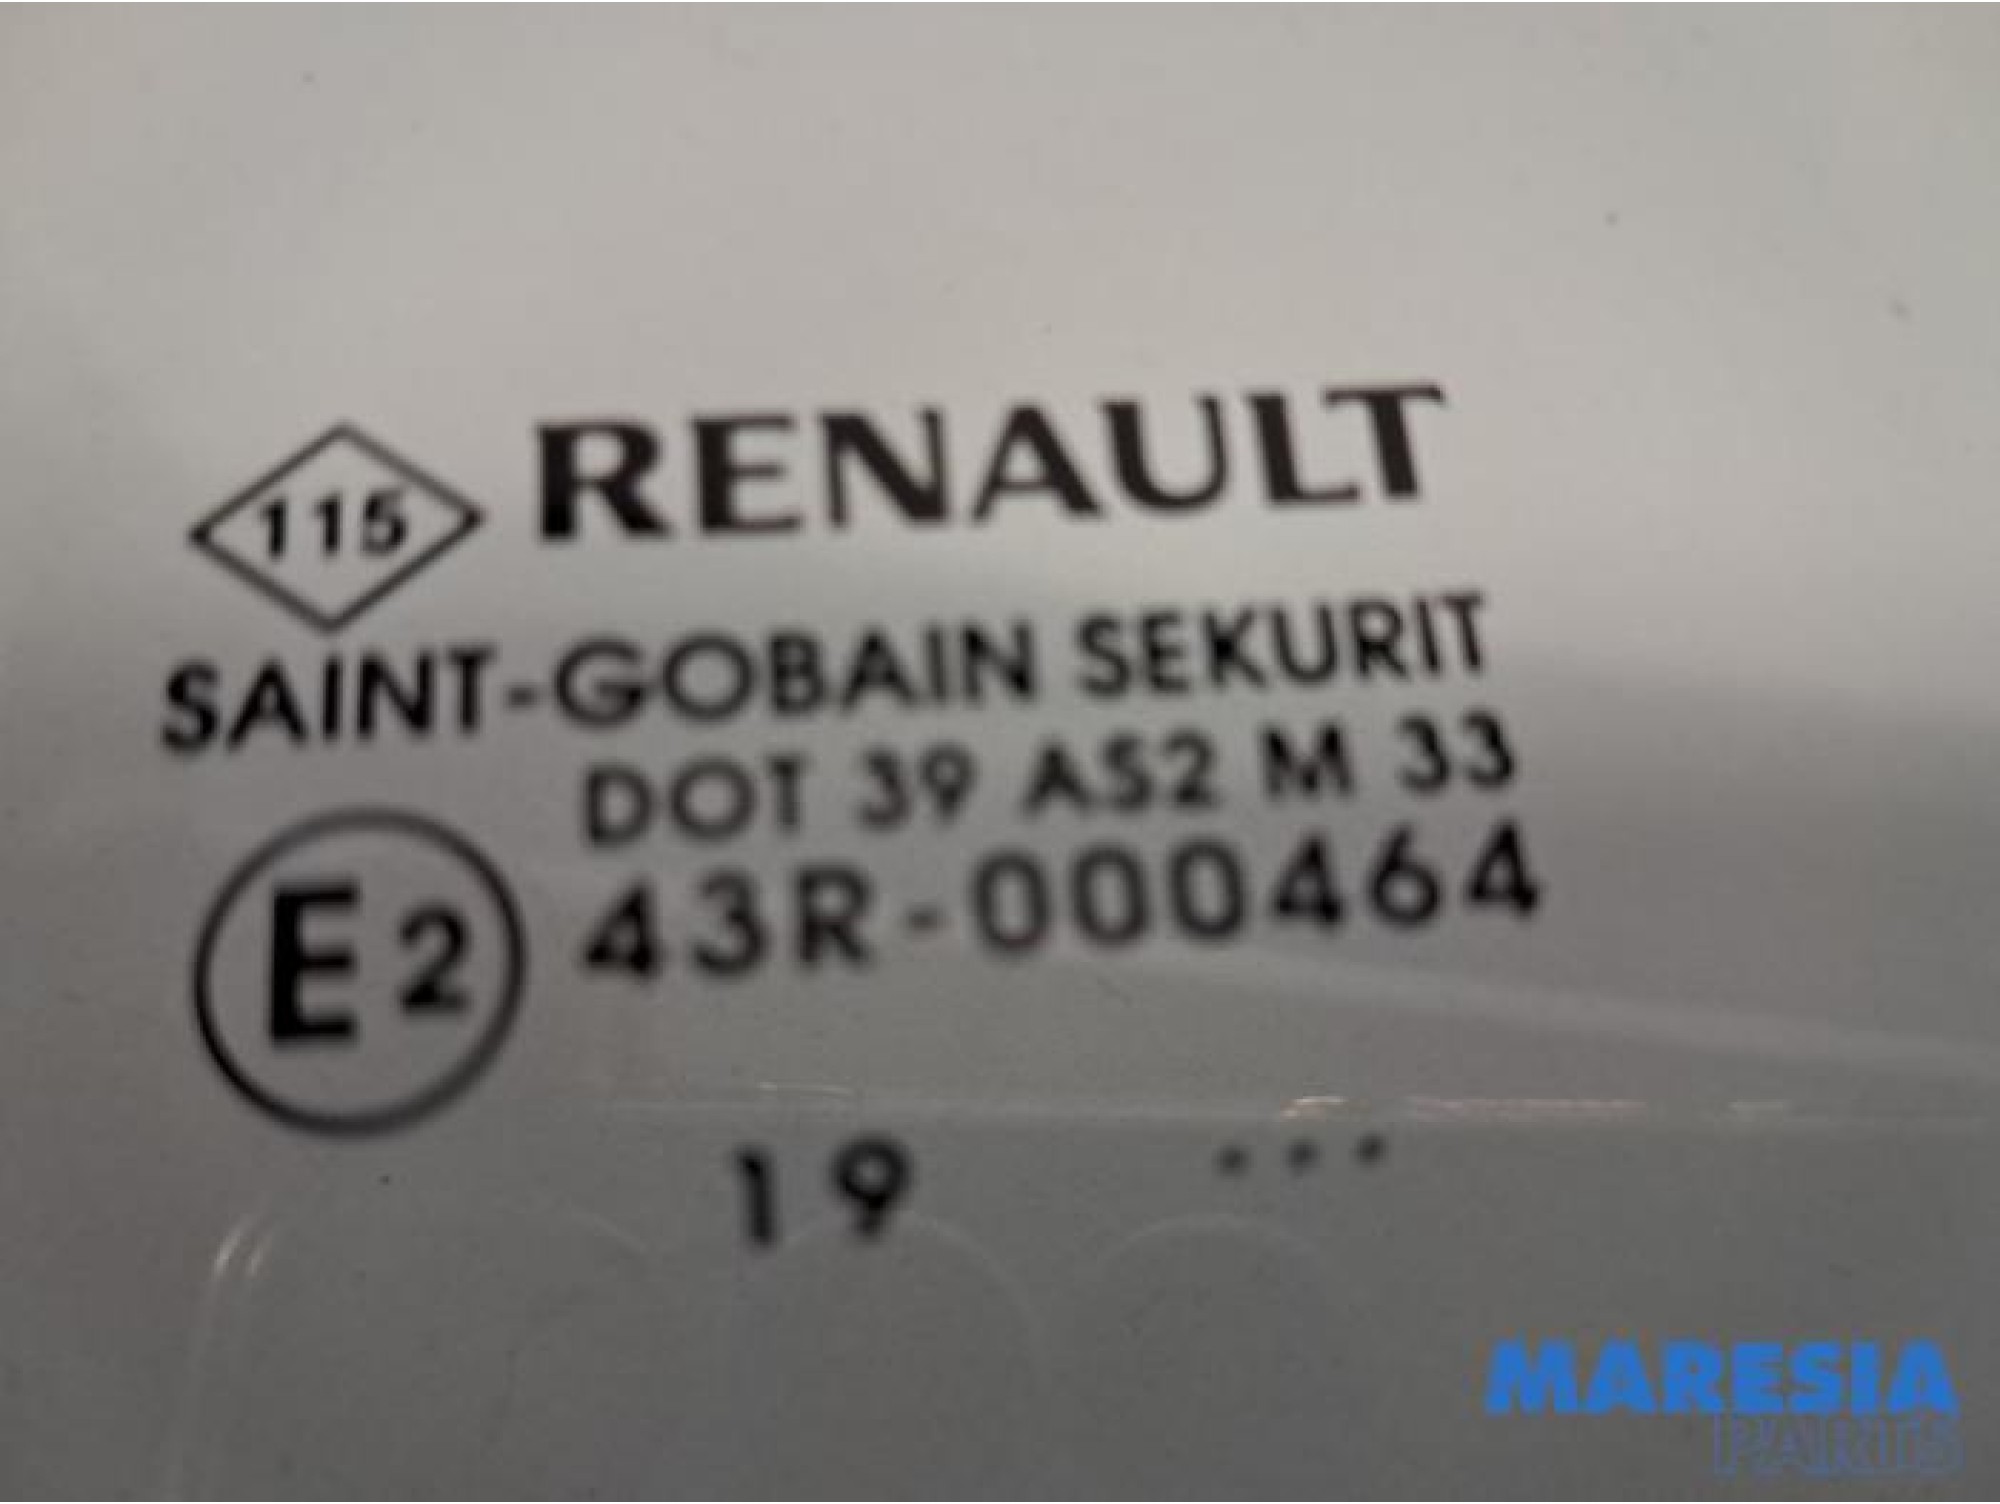 115 RENAULT
SAINT-GOBAIN SEKURIT
DOT 39 AS2 M 33
E2 43R-000464
19 ...
MARESIA
PARTS